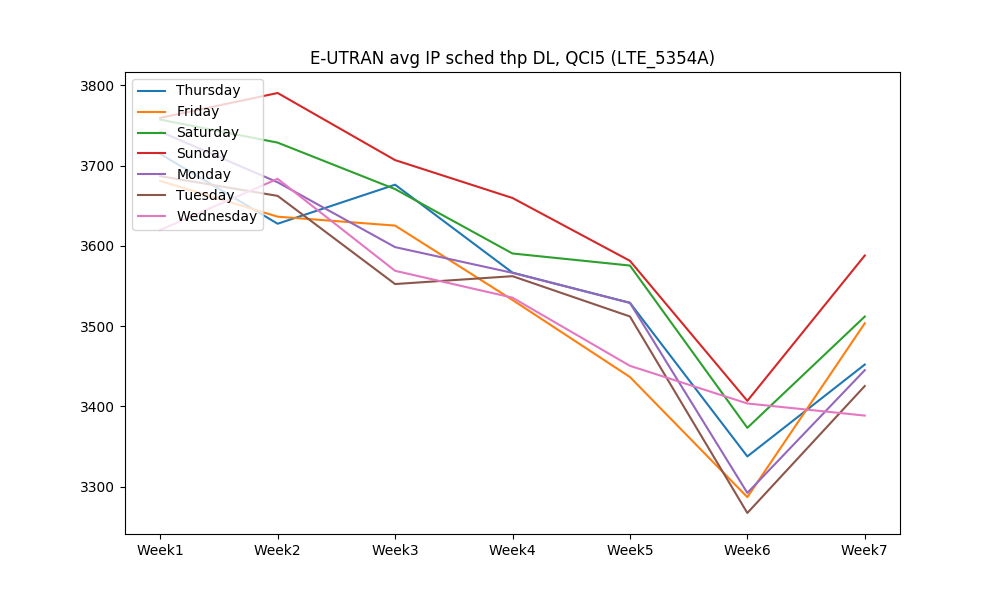 E-UTRAN avg IP sched thp DL, QCI5 (LTE_5354A)
3800
3700
3600
3500
3400
3300
Thursday
Friday
Saturday
Sunday
Monday
Tuesday
Wednesday
Week1 Week2 Week3 Week4 Week5 Week6 Week7